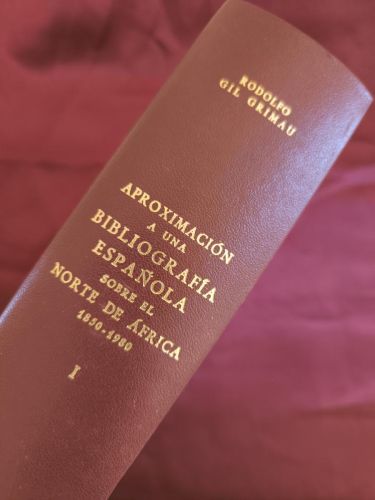 RODOLFO
GIL GRIMAU
APROXIMACIÓN
A UNA
BIBLIOGRAFÍA
ESPAÑOLA
SOBRE EL
NORTE DE AFRICA
1850-1980
I